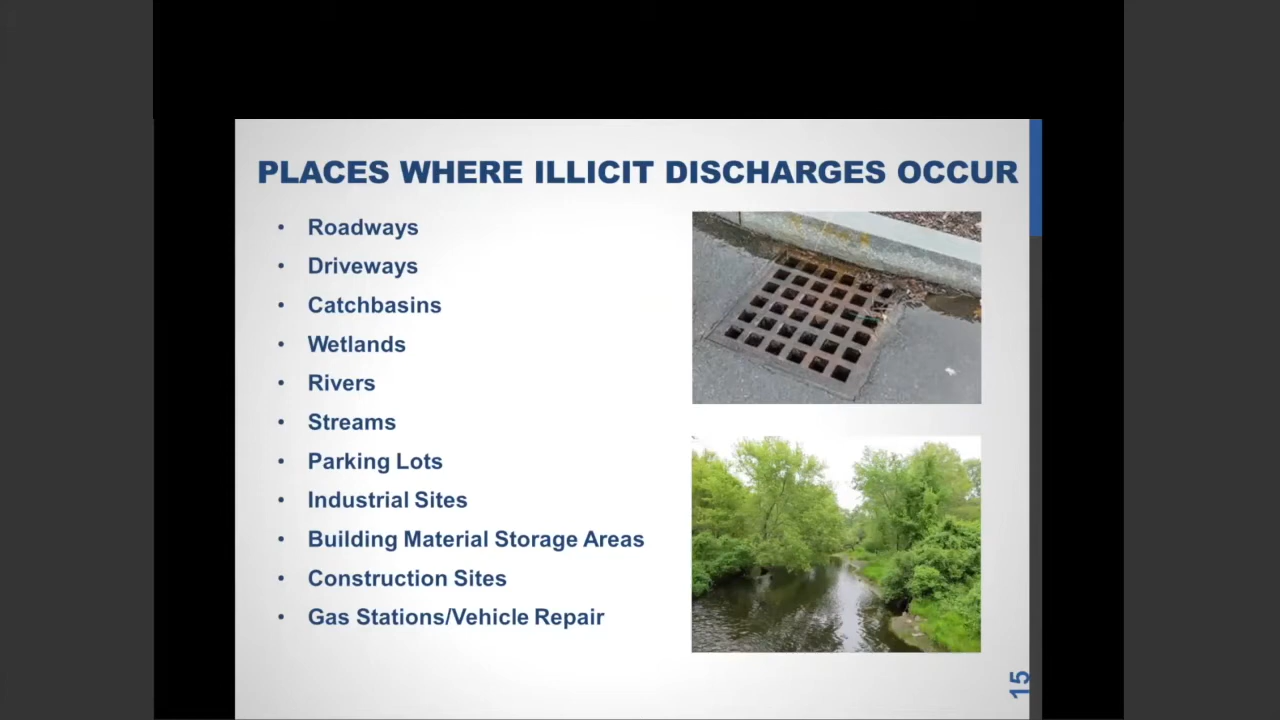 PLACES WHERE ILLICIT DISCHARGES OCCUR
• Roadways
• Driveways
• Catchbasins
• Wetlands
• Rivers
• Streams
• Parking Lots
• Industrial Sites
• Building Material Storage Areas
• Construction Sites
• Gas Stations/Vehicle Repair
15